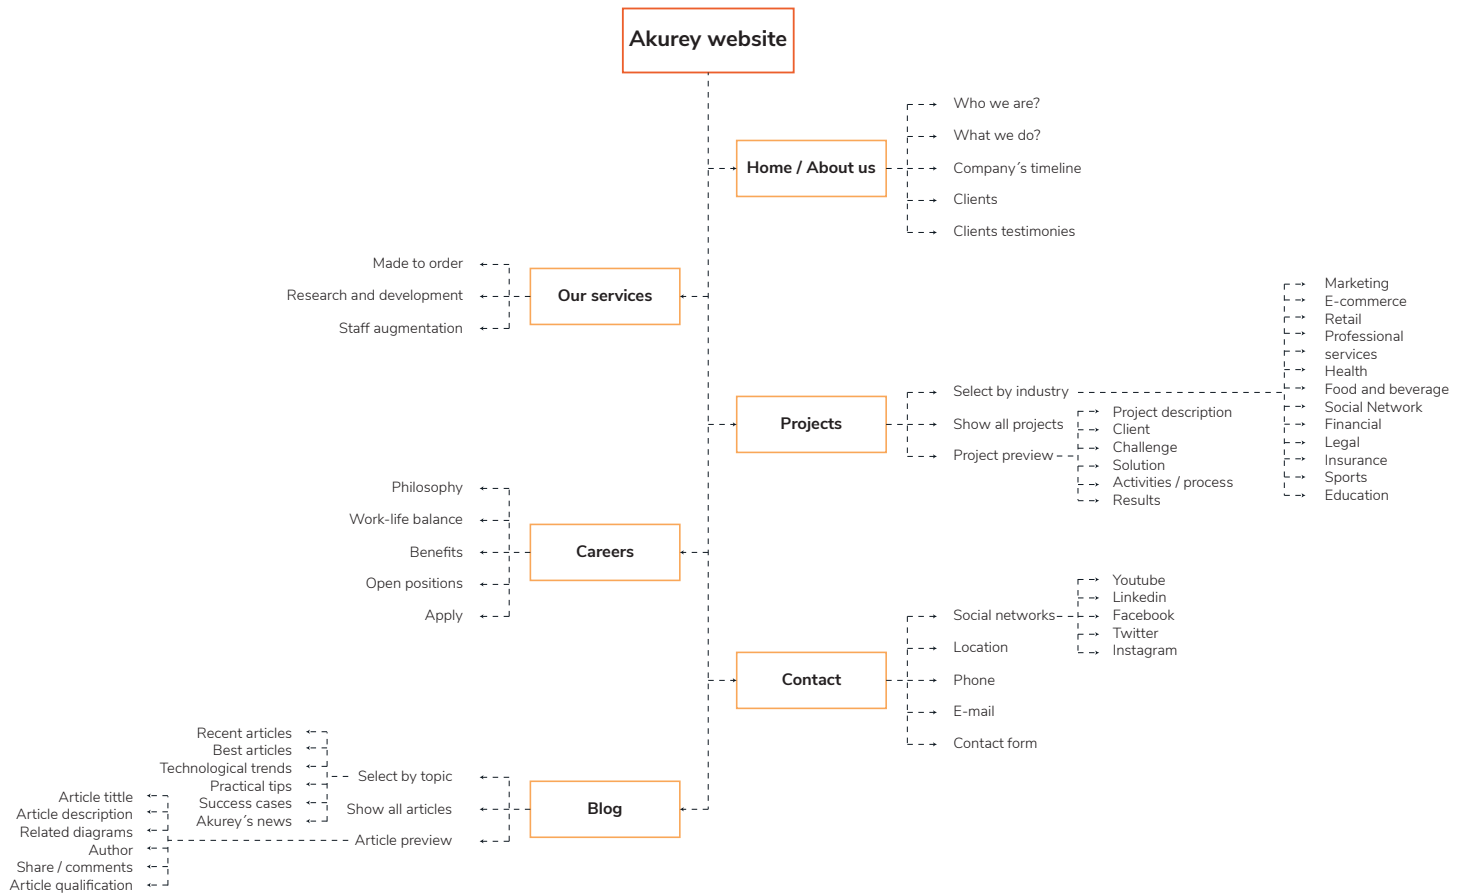 Akurey website
Home / About us
Who we are?
What we do?
Company´s timeline
Clients
Clients testimonies
Our services
Made to order
Research and development
Staff augmentation
Projects
Select by industry
Show all projects
Project preview
Marketing
E-commerce
Retail
Professional
services
Health
Food and beverage
Social Network
Financial
Legal
Insurance
Sports
Education
Project description
Client
Challenge
Solution
Activities / process
Results
Careers
Philosophy
Work-life balance
Benefits
Open positions
Apply
Contact
Social networks
Location
Phone
E-mail
Contact form
Youtube
Linkedin
Facebook
Twitter
Instagram
Blog
Select by topic
Show all articles
Article preview
Recent articles
Best articles
Technological trends
Practical tips
Success cases
Akurey´s news
Article tittle
Article description
Related diagrams
Author
Share / comments
Article qualification